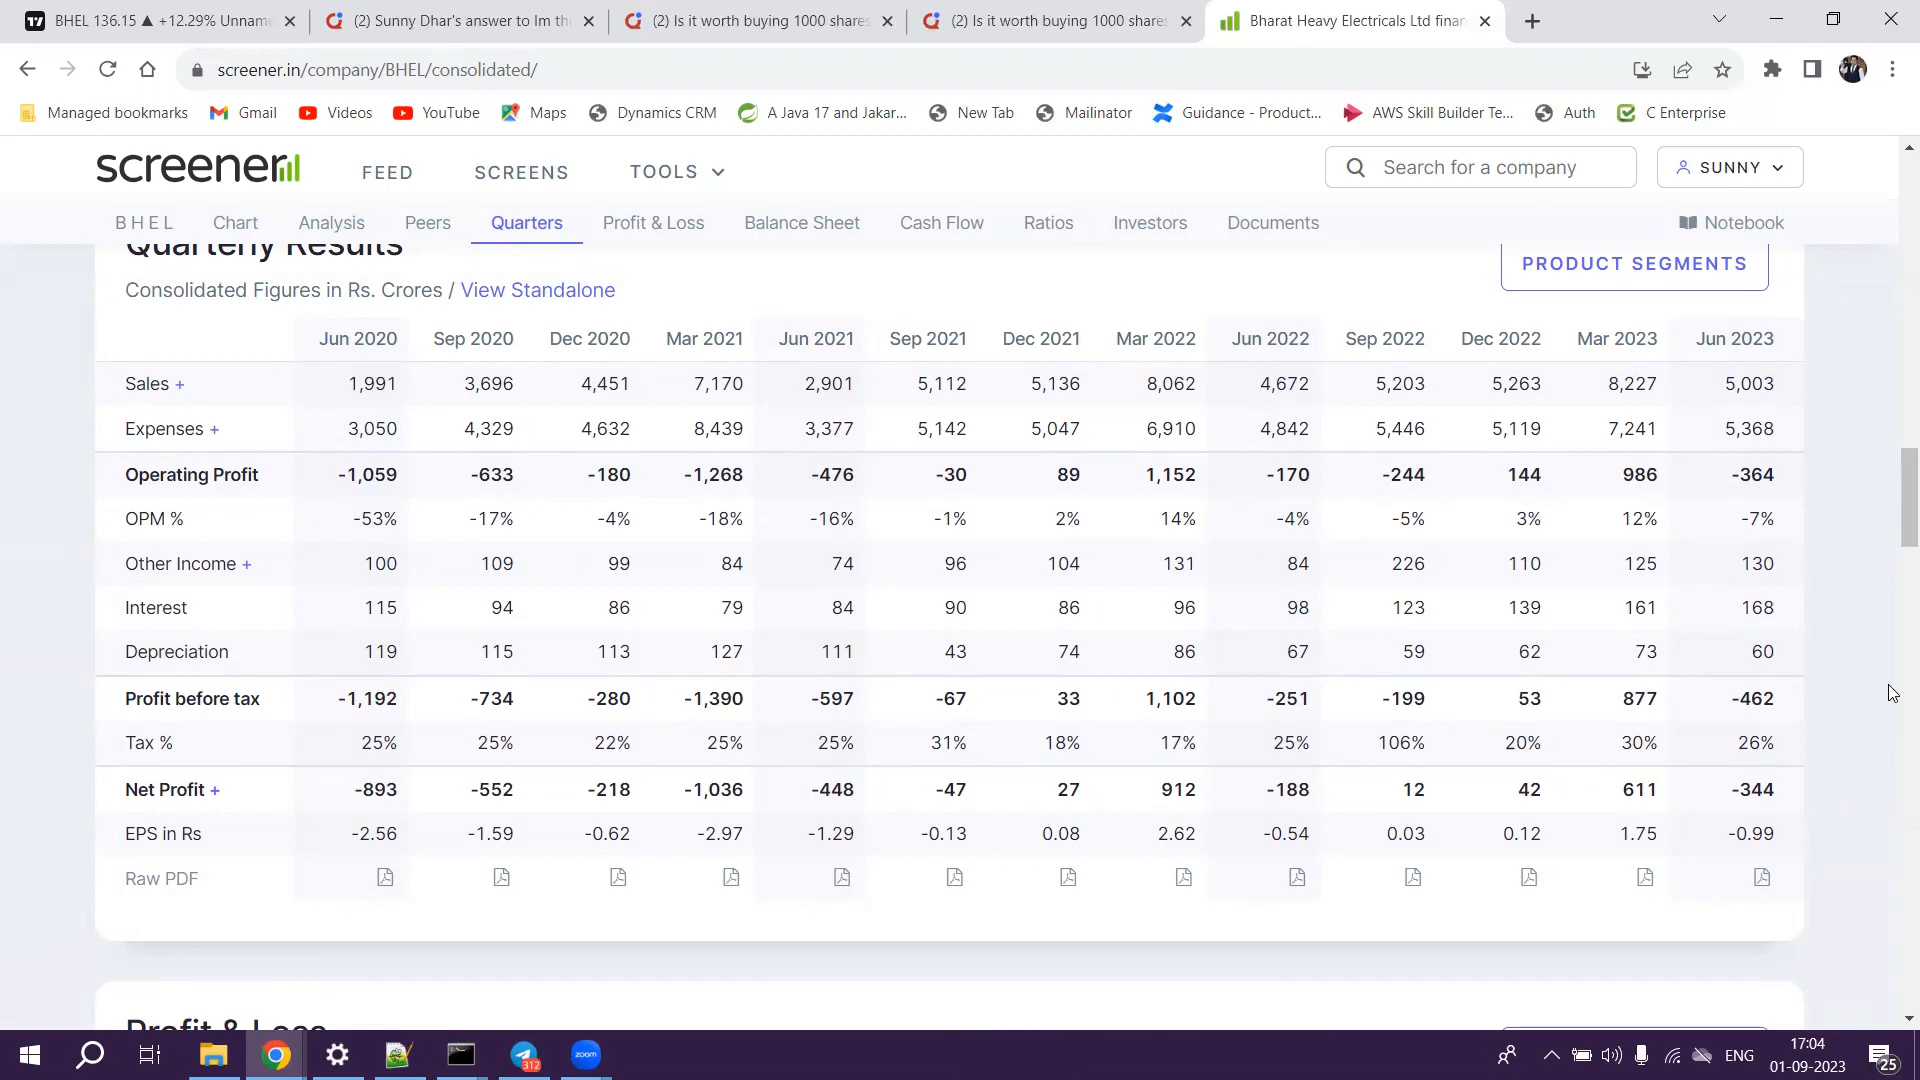 BHEL 136.15 ▲ +12.29% Unname
(2) Sunny Dhar's answer to Im thi
(2) Is it worth buying 1000 shares
(2) Is it worth buying 1000 shares
Bharat Heavy Electricals Ltd finan
screener.in/company/BHEL/consolidated/
Managed bookmarks
Gmail
Videos
YouTube
Maps
Dynamics CRM
A Java 17 and Jakar...
New Tab
Mailinator
Guidance - Product...
AWS Skill Builder Te...
Auth
C Enterprise
screener
FEED
SCREENS
TOOLS
Search for a company
SUNNY
B H E L
Chart
Analysis
Peers
Quarters
Profit & Loss
Balance Sheet
Cash Flow
Ratios
Investors
Documents
Notebook
Quarterly Results
PRODUCT SEGMENTS
Consolidated Figures in Rs. Crores / View Standalone
Jun 2020 Sep 2020 Dec 2020 Mar 2021 Jun 2021 Sep 2021 Dec 2021 Mar 2022 Jun 2022 Sep 2022 Dec 2022 Mar 2023 Jun 2023
Sales + 1,991 3,696 4,451 7,170 2,901 5,112 5,136 8,062 4,672 5,203 5,263 8,227 5,003
Expenses + 3,050 4,329 4,632 8,439 3,377 5,142 5,047 6,910 4,842 5,446 5,119 7,241 5,368
Operating Profit -1,059 -633 -180 -1,268 -476 -30 89 1,152 -170 -244 144 986 -364
OPM % -53% -17% -4% -18% -16% -1% 2% 14% -4% -5% 3% 12% -7%
Other Income + 100 109 99 84 74 96 104 131 84 226 110 125 130
Interest 115 94 86 79 84 90 86 96 98 123 139 161 168
Depreciation 119 115 113 127 111 43 74 86 67 59 62 73 60
Profit before tax -1,192 -734 -280 -1,390 -597 -67 33 1,102 -251 -199 53 877 -462
Tax % 25% 25% 22% 25% 25% 31% 18% 17% 25% 106% 20% 30% 26%
Net Profit + -893 -552 -218 -1,036 -448 -47 27 912 -188 12 42 611 -344
EPS in Rs -2.56 -1.59 -0.62 -2.97 -1.29 -0.13 0.08 2.62 -0.54 0.03 0.12 1.75 -0.99
Raw PDF
Profit & Loss
312
zoom
ENG
17:04
01-09-2023
25